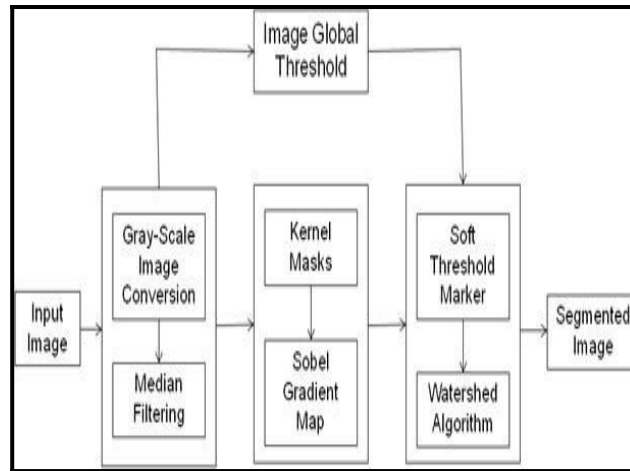 Image Global
Threshold
Input
Image
Gray-Scale
Image
Conversion
Median
Filtering
Kernel
Masks
Sobel
Gradient
Map
Soft
Threshold
Marker
Watershed
Algorithm
Segmented
Image